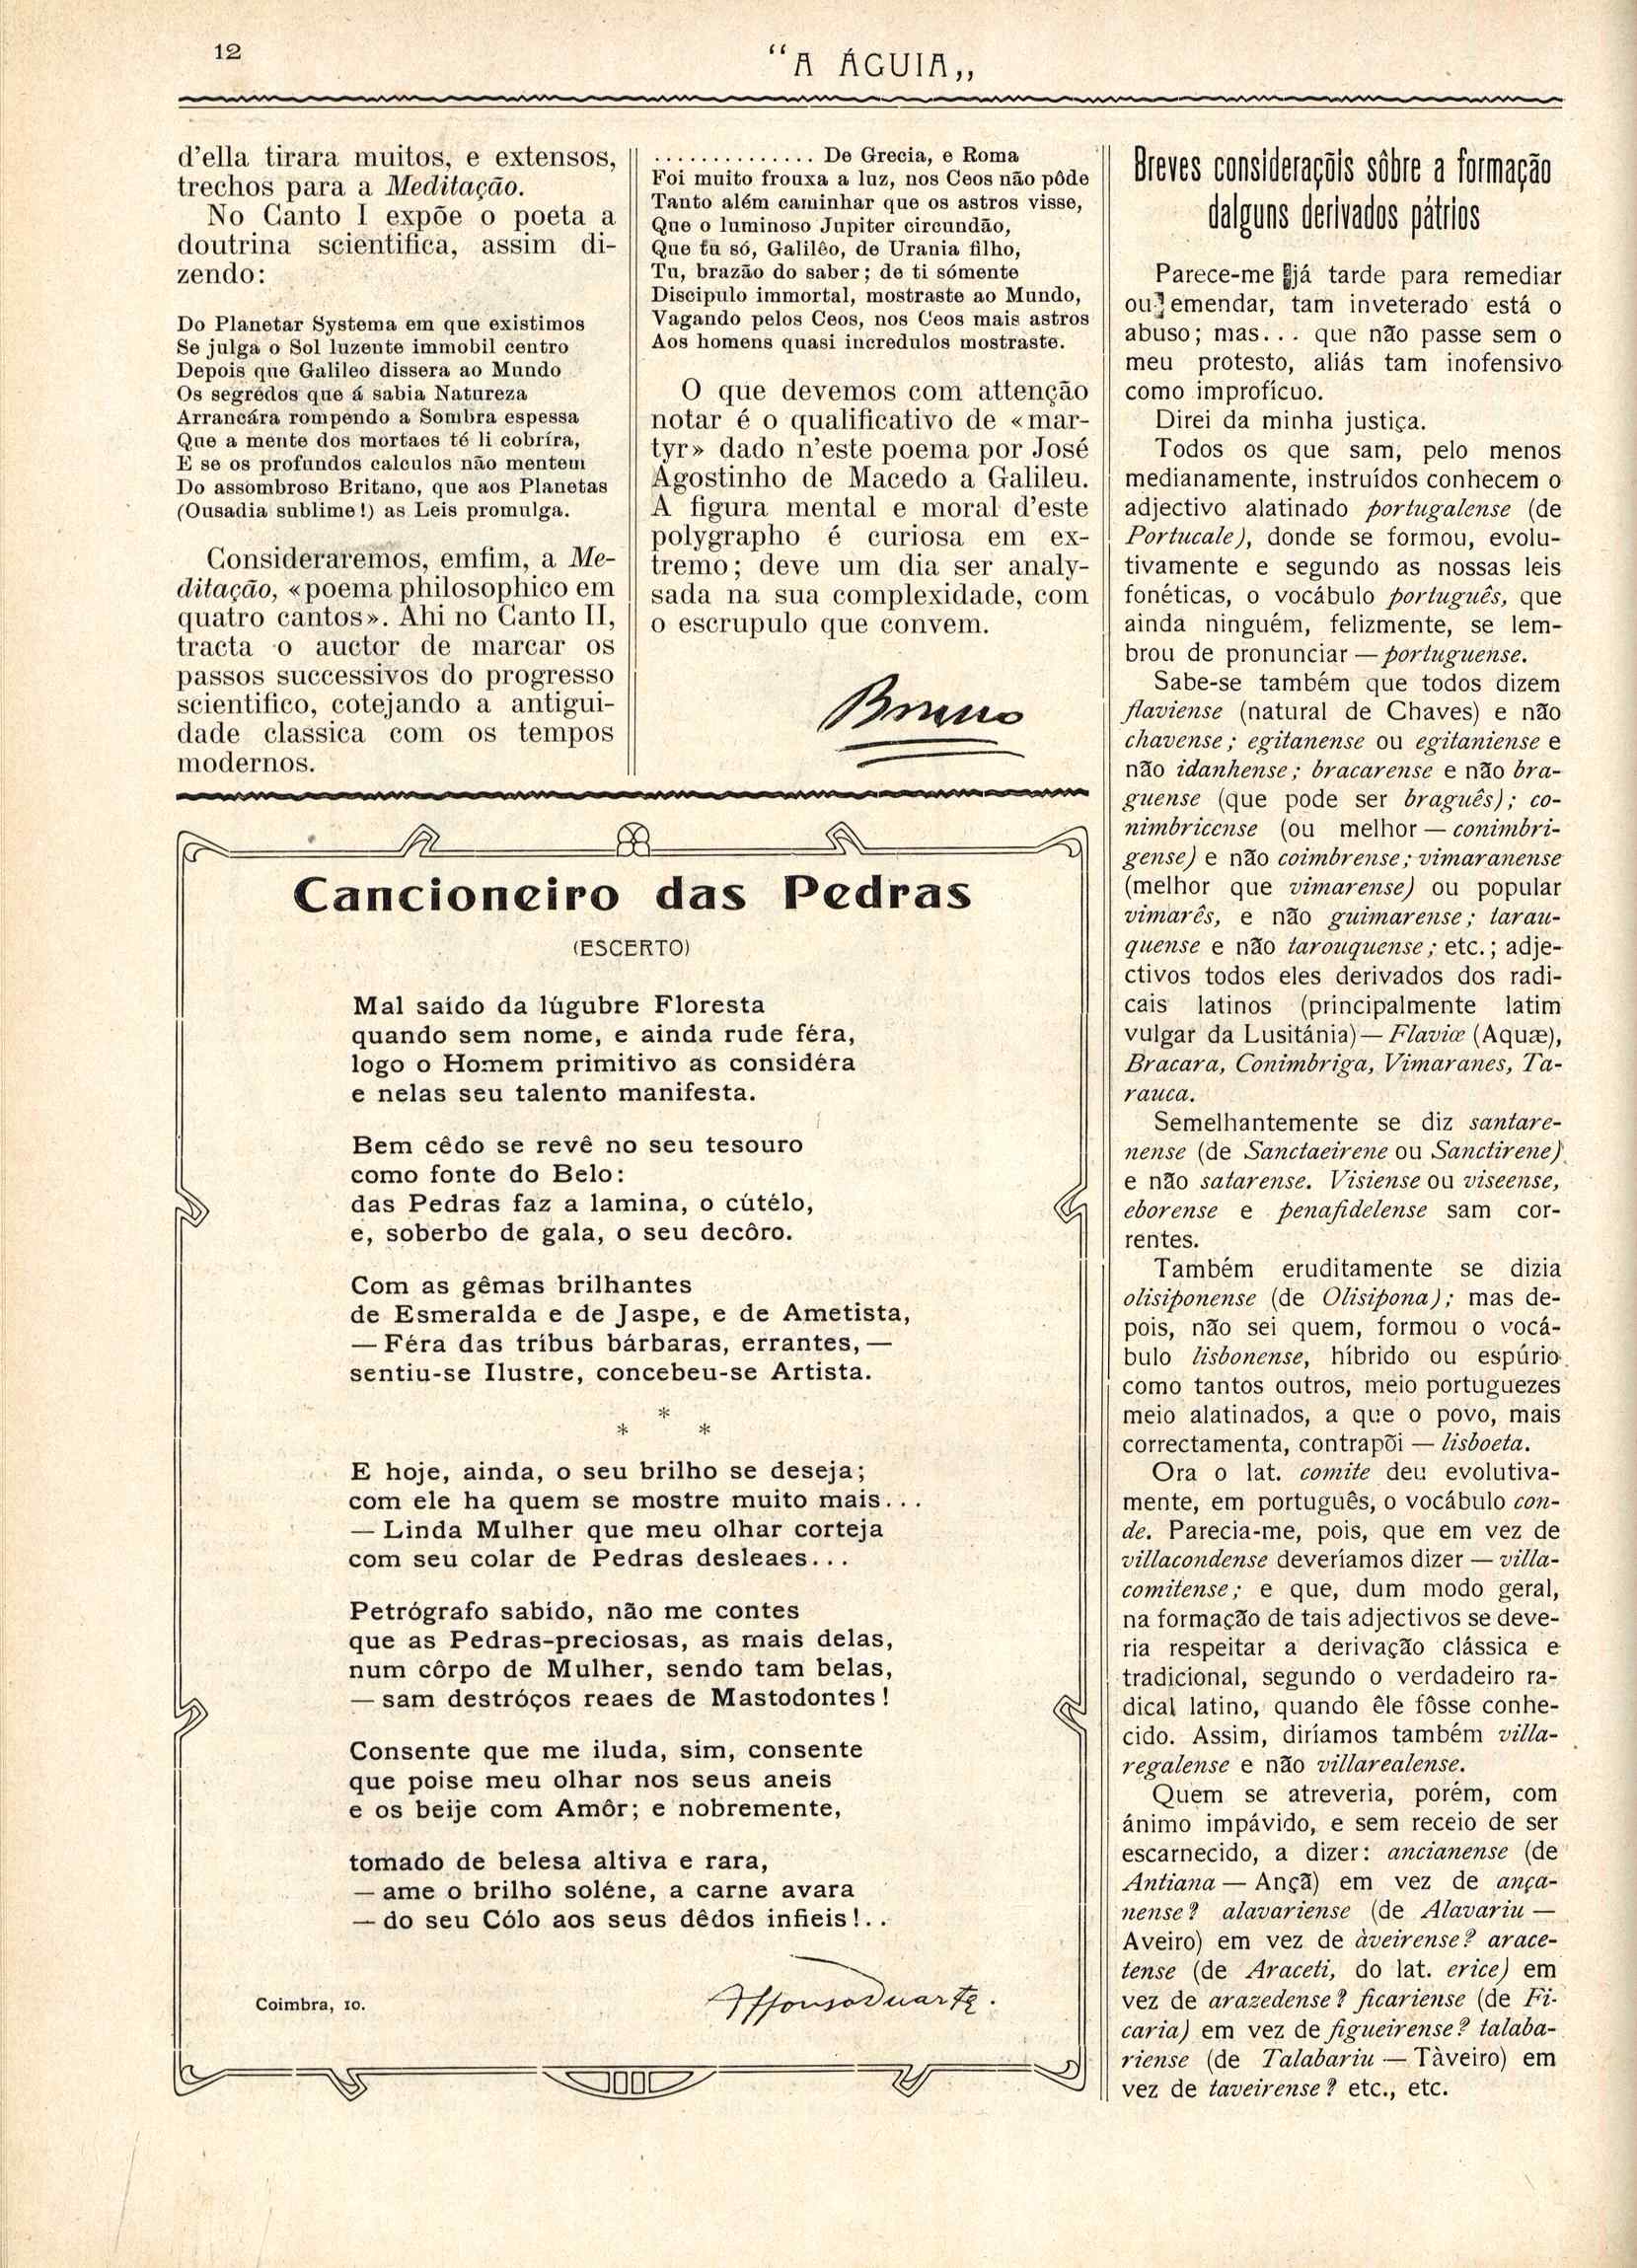 12
“A ÁGUIA„
d'ella tirara muitos, e extensos,
trechos para a Meditação.
No Canto I expõe o poeta a
doutrina scientifica, assim di-
zendo:
Do Planetar Systema em que existimos
Se julga o Sol luzente immobil centro
Depois que Galileo dissera ao Mundo
Os segrêdos que á sabia Natureza
Arrancára rompendo a Sombra espessa
Que a mente dos mortaes té li cobríra,
E se os profundos calculos não mentem
Do assombroso Britano, que aos Planetas
(Ousadia sublime!) as Leis promulga.
Consideraremos, emfim, a Me-
ditação, «poema philosophico em
quatro cantos». Ahi no Canto II,
tracta o auctor de marcar os
passos successivos do progresso
scientifico, cotejando a antigui-
dade classica com os tempos
modernos.
.............. De Grecia, e Roma
Foi muito frouxa a luz, nos Ceos não pôde
Tanto além caminhar que os astros visse,
Que o luminoso Jupiter circundão,
Que tu só, Galilêo, de Urania filho,
Tu, brazão do saber; de ti sómente
Discipulo immortal, mostraste ao Mundo,
Vagando pelos Ceos, nos Ceos mais astros
Aos homens quasi incredulos mostraste.
O que devemos com attenção
notar é o qualificativo de «mar-
tyr» dado n'este poema por José
Agostinho de Macedo a Galileu.
A figura mental e moral d'este
polygrapho é curiosa em ex-
tremo; deve um dia ser analy-
sada na sua complexidade, com
o escrupulo que convem.
Bruno
Cancioneiro das Pedras
(ESCERTO)
Mal saído da lúgubre Floresta
quando sem nome, e ainda rude féra,
logo o Homem primitivo as considéra
e nelas seu talento manifesta.
Bem cêdo se revê no seu tesouro
como fonte do Belo:
das Pedras faz a lamina, o cútélo,
e, soberbo de gala, o seu decôro.
Com as gêmas brilhantes
de Esmeralda e de Jaspe, e de Ametista,
— Féra das tríbus bárbaras, errantes, —
sentiu-se Ilustre, concebeu-se Artista.
*
* *
E hoje, ainda, o seu brilho se deseja;
com ele ha quem se mostre muito mais...
— Linda Mulher que meu olhar corteja
com seu colar de Pedras desleaes...
Petrógrafo sabído, não me contes
que as Pedras-preciosas, as mais delas,
num côrpo de Mulher, sendo tam belas,
— sam destróços reaes de Mastodontes!
Consente que me iluda, sim, consente
que poise meu olhar nos seus aneis
e os beije com Amôr; e nobremente,
tomado de belesa altiva e rara,
— ame o brilho soléne, a carne avara
— do seu Cólo aos seus dêdos infieis!..
Coimbra, 10.
Affonso Duarte.
Breves consideraçõis sôbre a formação
dalguns derivados pátrios
Parece-me já tarde para remediar
ou emendar, tam inveterado está o
abuso; mas... que não passe sem o
meu protesto, aliás tam inofensivo
como improfícuo.
Direi da minha justiça.
Todos os que sam, pelo menos
medianamente, instruídos conhecem o
adjectivo alatinado portugalense (de
Portucale), donde se formou, evolu-
tivamente e segundo as nossas leis
fonéticas, o vocábulo português, que
ainda ninguém, felizmente, se lem-
brou de pronunciar — portuguense.
Sabe-se também que todos dizem
flaviense (natural de Chaves) e não
chavense; egitanense ou egitaniense e
não idanhense; bracarense e não bra-
guense (que pode ser braguês); co-
nimbricense (ou melhor — conimbri-
gense) e não coimbrense; vimaranense
(melhor que vimarense) ou popular
vimarês, e não guimarense; tarau-
quense e não tarouquense; etc.; adje-
ctivos todos eles derivados dos radi-
cais latinos (principalmente latim
vulgar da Lusitánia) — Flaviæ (Aquæ),
Bracara, Conimbriga, Vimaranes, Ta-
rauca.
Semelhantemente se diz santare-
nense (de Sanctaeirene ou Sanctirene)
e não satarense. Visiense ou viseense,
eborense e penafidelense sam cor-
rentes.
Também eruditamente se dizia
olisiponense (de Olisipona); mas de-
pois, não sei quem, formou o vocá-
bulo lisbonense, híbrido ou espúrio
como tantos outros, meio portuguezes
meio alatinados, a que o povo, mais
correctamenta, contrapõi — lisboeta.
Ora o lat. comite deu evolutiva-
mente, em português, o vocábulo con-
de. Parecia-me, pois, que em vez de
villacondense deveríamos dizer — villa-
comitense; e que, dum modo geral,
na formação de tais adjectivos se deve-
ria respeitar a derivação clássica e
tradicional, segundo o verdadeiro ra-
dical latino, quando êle fôsse conhe-
cido. Assim, diríamos também villa-
regalense e não villarealense.
Quem se atreveria, porém, com
ánimo impávido, e sem receio de ser
escarnecido, a dizer: ancianense (de
Antiana — Ançã) em vez de ança-
nense? alavariense (de Alavariu —
Aveiro) em vez de àveirense? arace-
tense (de Araceti, do lat. erice) em
vez de arazedense? ficariense (de Fi-
caria) em vez de figueirense? talaba-
riense (de Talabariu — Tàveiro) em
vez de taveirense? etc., etc.